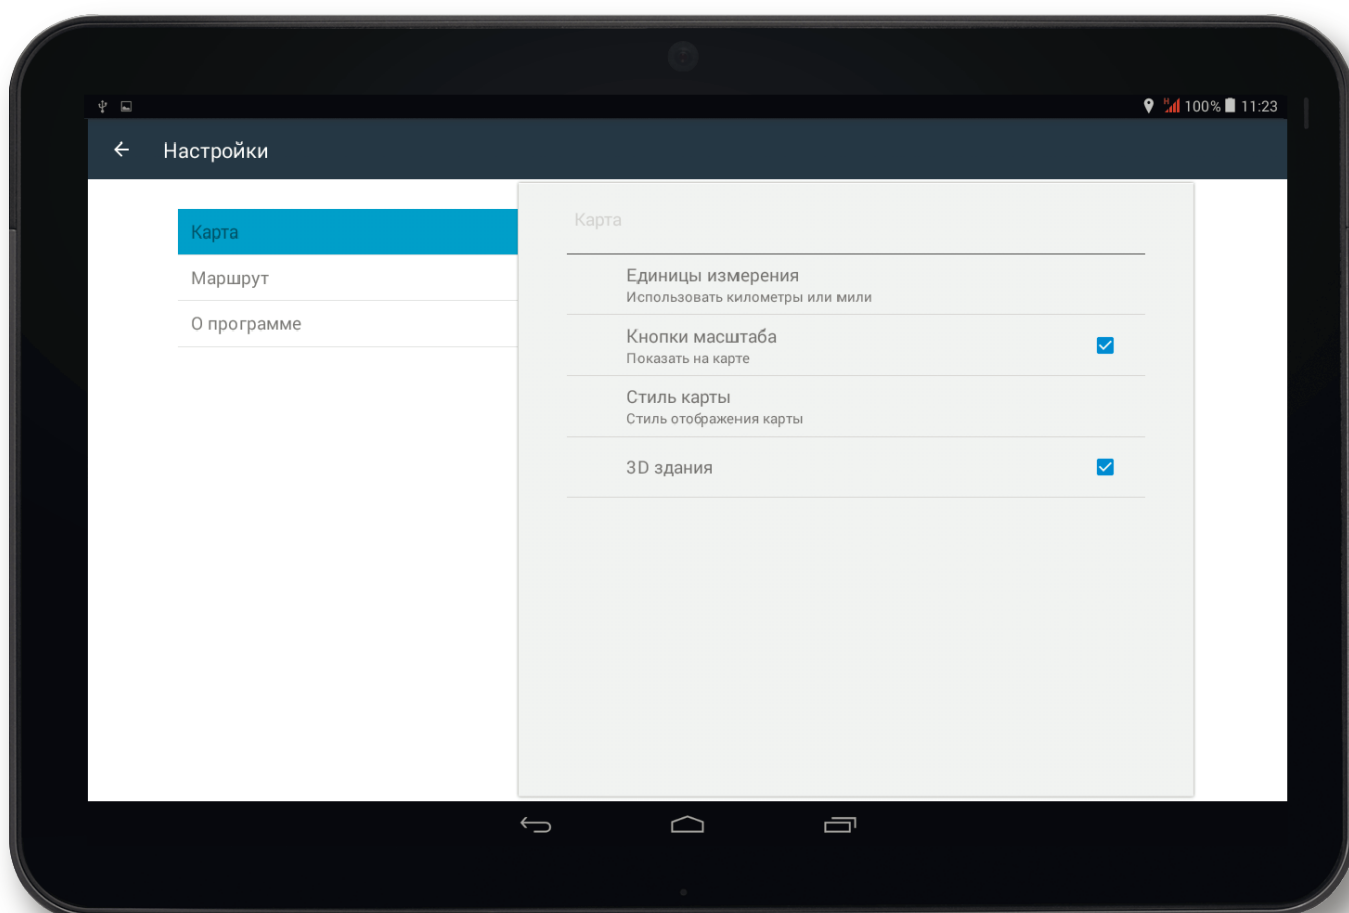 H 100% 11:23
Настройки
Карта
Маршрут
О программе
Карта
Единицы измерения
Использовать километры или мили
Кнопки масштаба
Показать на карте
Стиль карты
Стиль отображения карты
3D здания